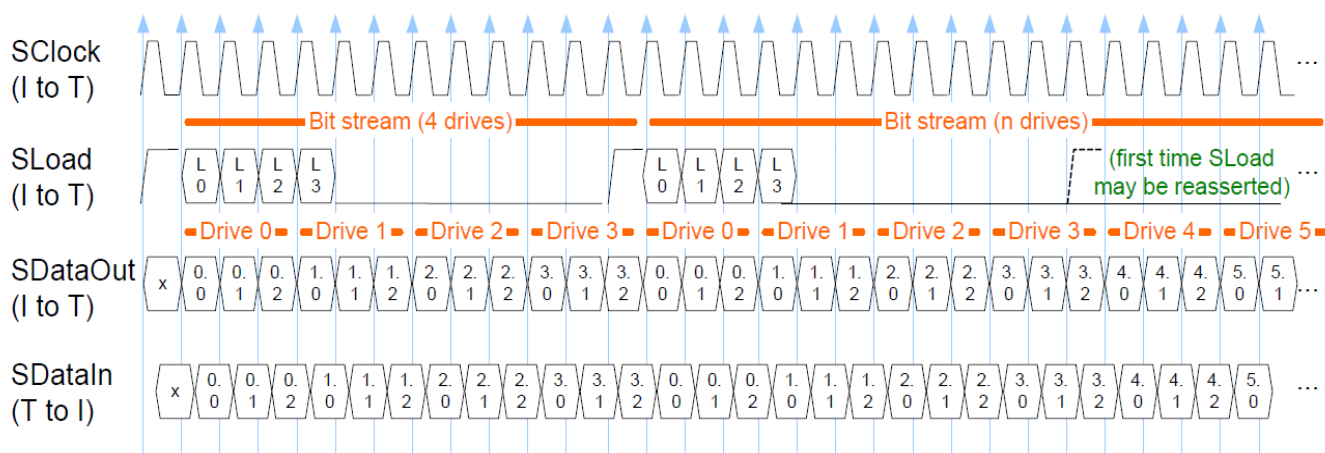 SClock
(I to T)
...
Bit stream (4 drives) Bit stream (n drives)
SLoad
(I to T)
L 0 L 1 L 2 L 3 L 0 L 1 L 2 L 3
(first time SLoad
may be reasserted)
...
Drive 0 Drive 1 Drive 2 Drive 3 Drive 0 Drive 1 Drive 2 Drive 3 Drive 4 Drive 5
SDataOut
(I to T)
x 0.0 0.1 0.2 1.0 1.1 1.2 2.0 2.1 2.2 3.0 3.1 3.2 0.0 0.1 0.2 1.0 1.1 1.2 2.0 2.1 2.2 3.0 3.1 3.2 4.0 4.1 4.2 5.0 5.1 ...
SDataIn
(T to I)
x 0.0 0.1 0.2 1.0 1.1 1.2 2.0 2.1 2.2 3.0 3.1 3.2 0.0 0.1 0.2 1.0 1.1 1.2 2.0 2.1 2.2 3.0 3.1 3.2 4.0 4.1 4.2 5.0 ...